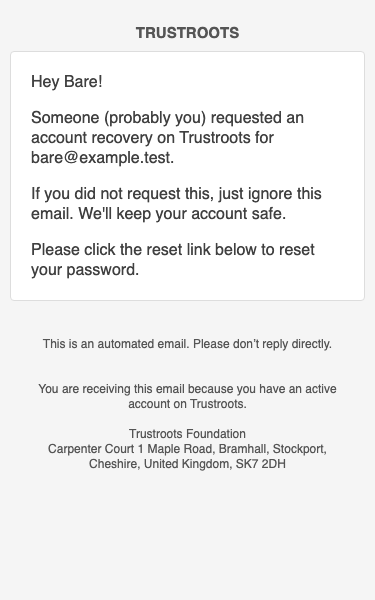 TRUSTROOTS
Hey Bare!
Someone (probably you) requested an
account recovery on Trustroots for
bare@example.test.
If you did not request this, just ignore this
email. We'll keep your account safe.
Please click the reset link below to reset
your password.
This is an automated email. Please don’t reply directly.
You are receiving this email because you have an active
account on Trustroots.
Trustroots Foundation
Carpenter Court 1 Maple Road, Bramhall, Stockport,
Cheshire, United Kingdom, SK7 2DH